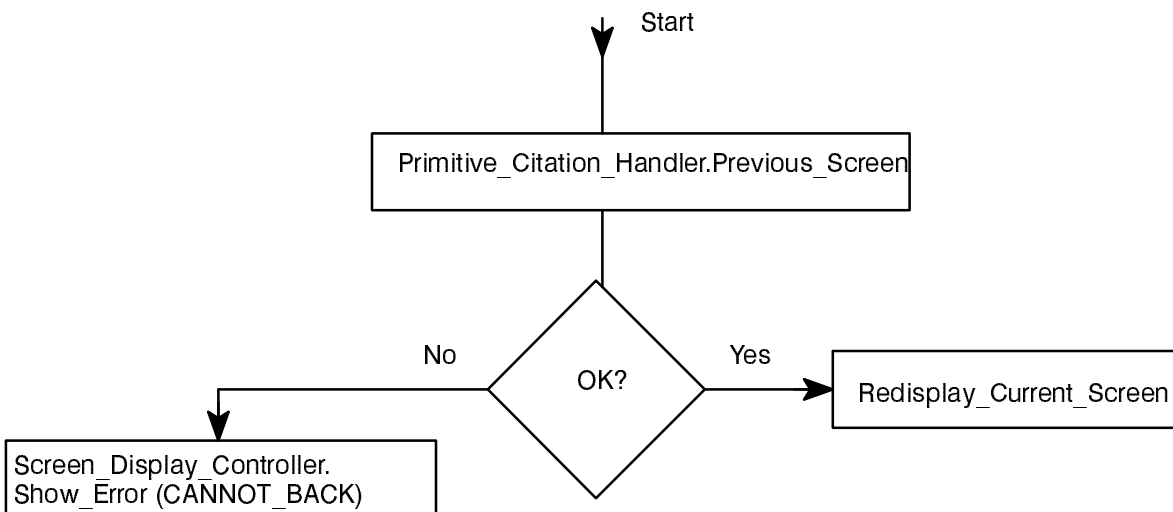 Start
Primitive_Citation_Handler.Previous_Screen
No
Yes
OK?
Redisplay_Current_Screen
Screen_Display_Controller.
Show_Error (CANNOT_BACK)